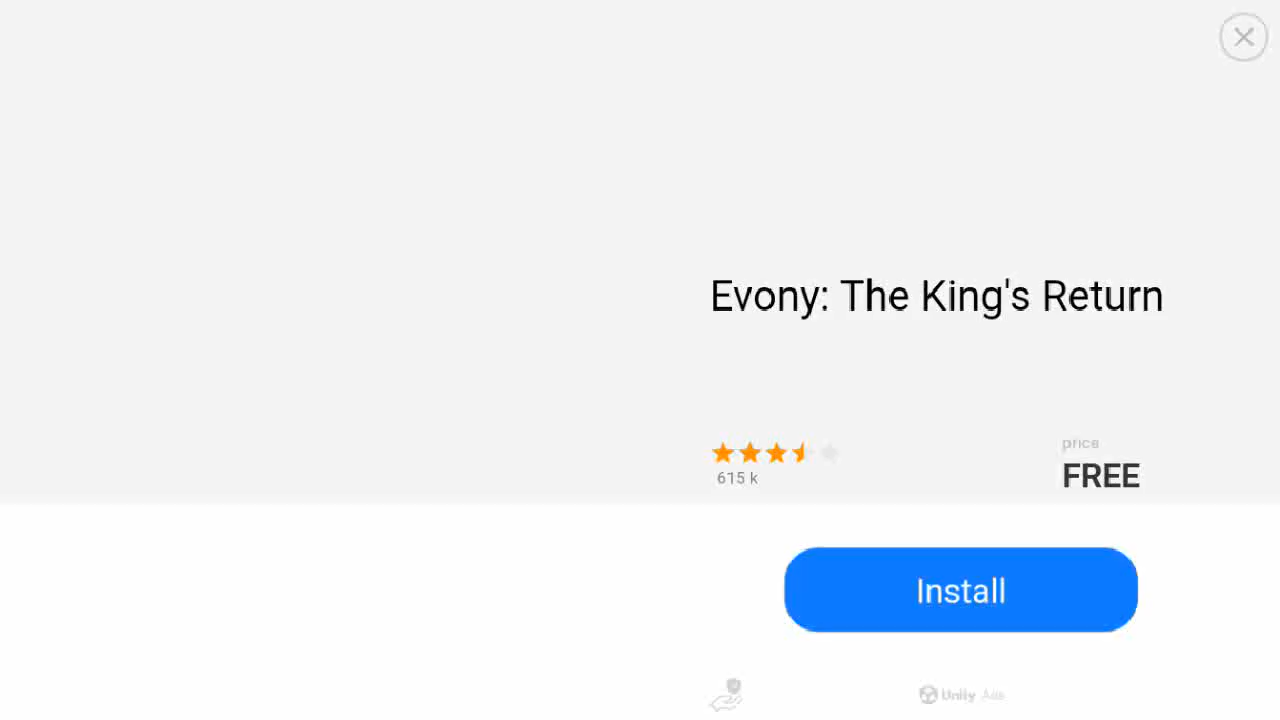 Evony: The King's Return
price
615 k
FREE
Install
Unity Ads